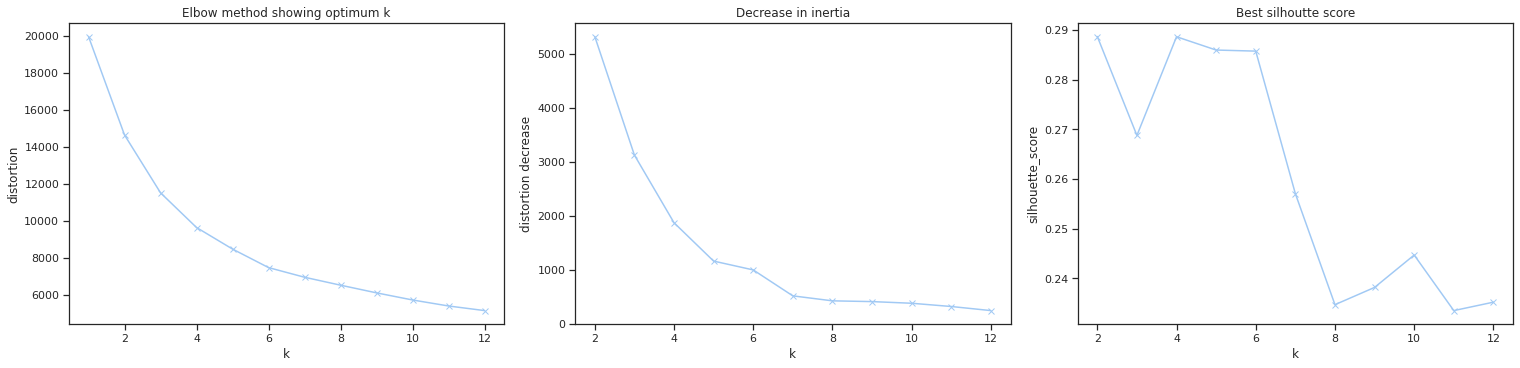 Elbow method showing optimum k
distortion
20000
18000
16000
14000
12000
10000
8000
6000
2 4 6 8 10 12
k
Decrease in inertia
distortion decrease
5000
4000
3000
2000
1000
0
2 4 6 8 10 12
k
Best silhoutte score
silhouette_score
0.29
0.28
0.27
0.26
0.25
0.24
2 4 6 8 10 12
k